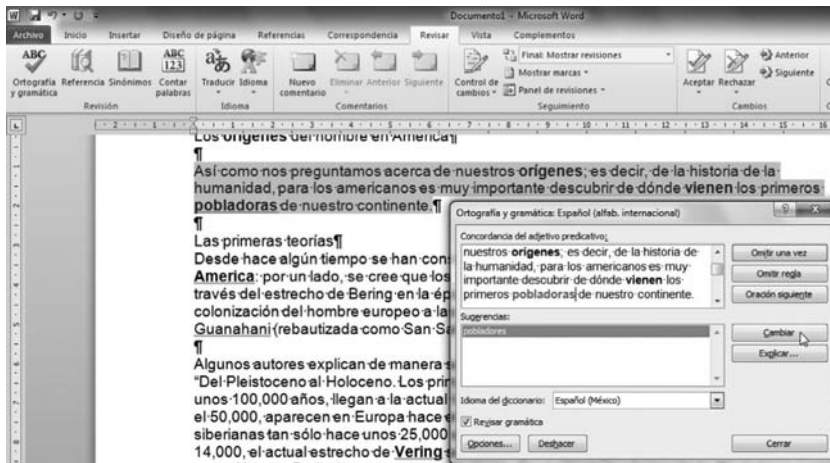 Documento1 - Microsoft Word
Archivo Inicio Insertar Diseño de página Referencias Correspondencia Revisar Vista Complementos
ABC ABC 123 Final: Mostrar revisiones Anterior
Mostrar marcas Siguiente
Ortografía y gramática Referencia Sinónimos Contar palabras Traducir Idioma Nuevo comentario Eliminar Anterior Siguiente Control de cambios Panel de revisiones Aceptar Rechazar
Revisión Idioma Comentarios Seguimiento Cambios
Los orígenes del hombre en América¶
¶
Así como nos preguntamos acerca de nuestros orígenes; es decir, de la historia de la
humanidad, para los americanos es muy importante descubrir de dónde vienen los primeros
pobladoras de nuestro continente.¶
¶
Las primeras teorías¶
Desde hace algún tiempo se han con
America: por un lado, se cree que los
través del estrecho de Bering en la ép
colonización del hombre europeo a la
Guanahani (rebautizada como San Sa
¶
Algunos autores explican de manera s
“Del Pleistoceno al Holoceno. Los prin
unos 100,000 años, llegan a la actual
el 50,000, aparecen en Europa hace e
siberianas tan sólo hace unos 25,000
14,000, el actual estrecho de Vering
Ortografía y gramática: Español (alfab. internacional)
Concordancia del adjetivo predicativo:
nuestros orígenes; es decir, de la historia de
la humanidad, para los americanos es muy
importante descubrir de dónde vienen los
primeros pobladoras de nuestro continente.
Omitir una vez
Omitir regla
Oración siguiente
Sugerencias:
pobladores
Cambiar
Explicar...
Idioma del diccionario: Español (México)
Revisar gramática
Opciones... Deshacer Cerrar